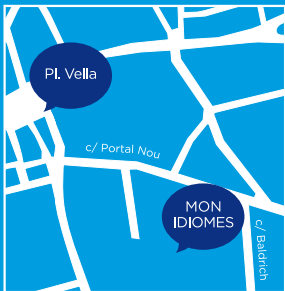 Pl. Vella
c/ Portal Nou
MON
IDIOMES
c/ Baldrich